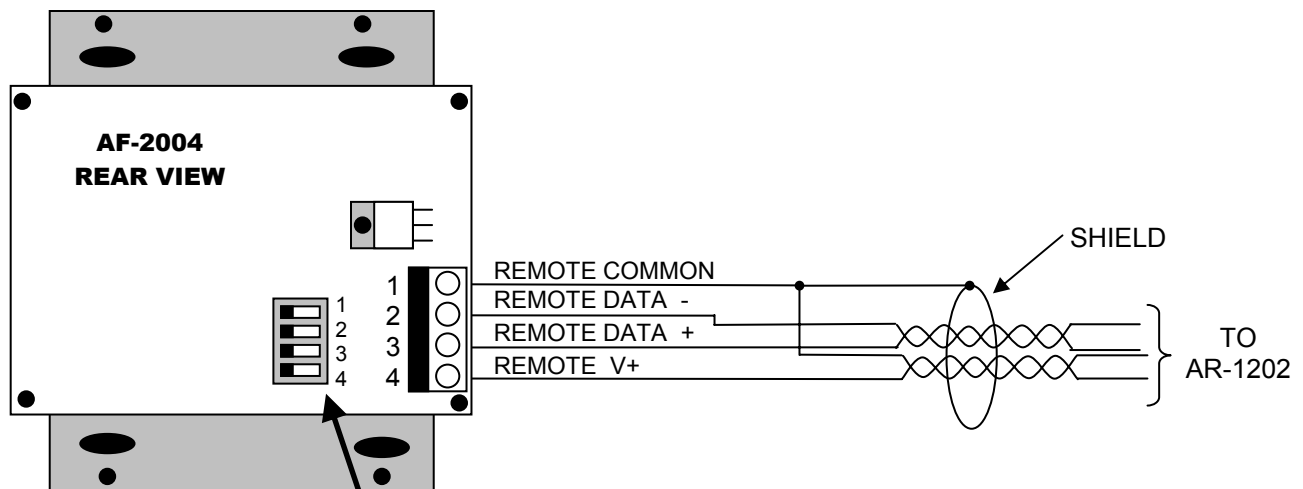 AF-2004
REAR VIEW
SHIELD
REMOTE COMMON
REMOTE DATA -
REMOTE DATA +
REMOTE V+
1
2
3
4
1
2
3
4
TO
AR-1202